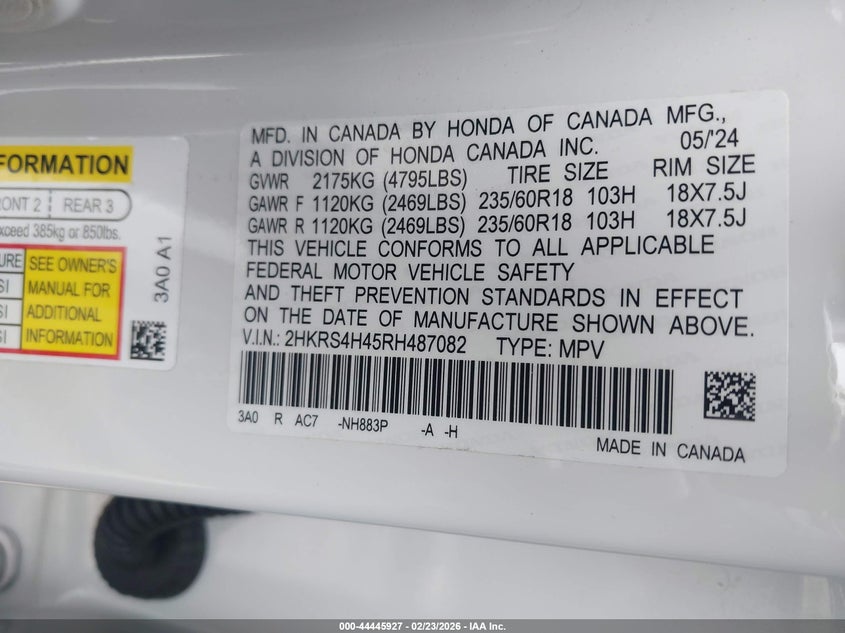 FORMATION
RONT 2 REAR 3
exceed 385kg or 850lbs.
SEE OWNER'S
MANUAL FOR
ADDITIONAL
INFORMATION
3A0 A1
MFD. IN CANADA BY HONDA OF CANADA MFG.,
A DIVISION OF HONDA CANADA INC. 05/'24
GVWR 2175KG (4795LBS) TIRE SIZE RIM SIZE
GAWR F 1120KG (2469LBS) 235/60R18 103H 18X7.5J
GAWR R 1120KG (2469LBS) 235/60R18 103H 18X7.5J
THIS VEHICLE CONFORMS TO ALL APPLICABLE
FEDERAL MOTOR VEHICLE SAFETY
AND THEFT PREVENTION STANDARDS IN EFFECT
ON THE DATE OF MANUFACTURE SHOWN ABOVE.
V.I.N.: 2HKRS4H45RH487082 TYPE: MPV
3A0 R AC7 -NH883P -A -H
MADE IN CANADA
000-44445927 - 02/23/2026 - IAA Inc.